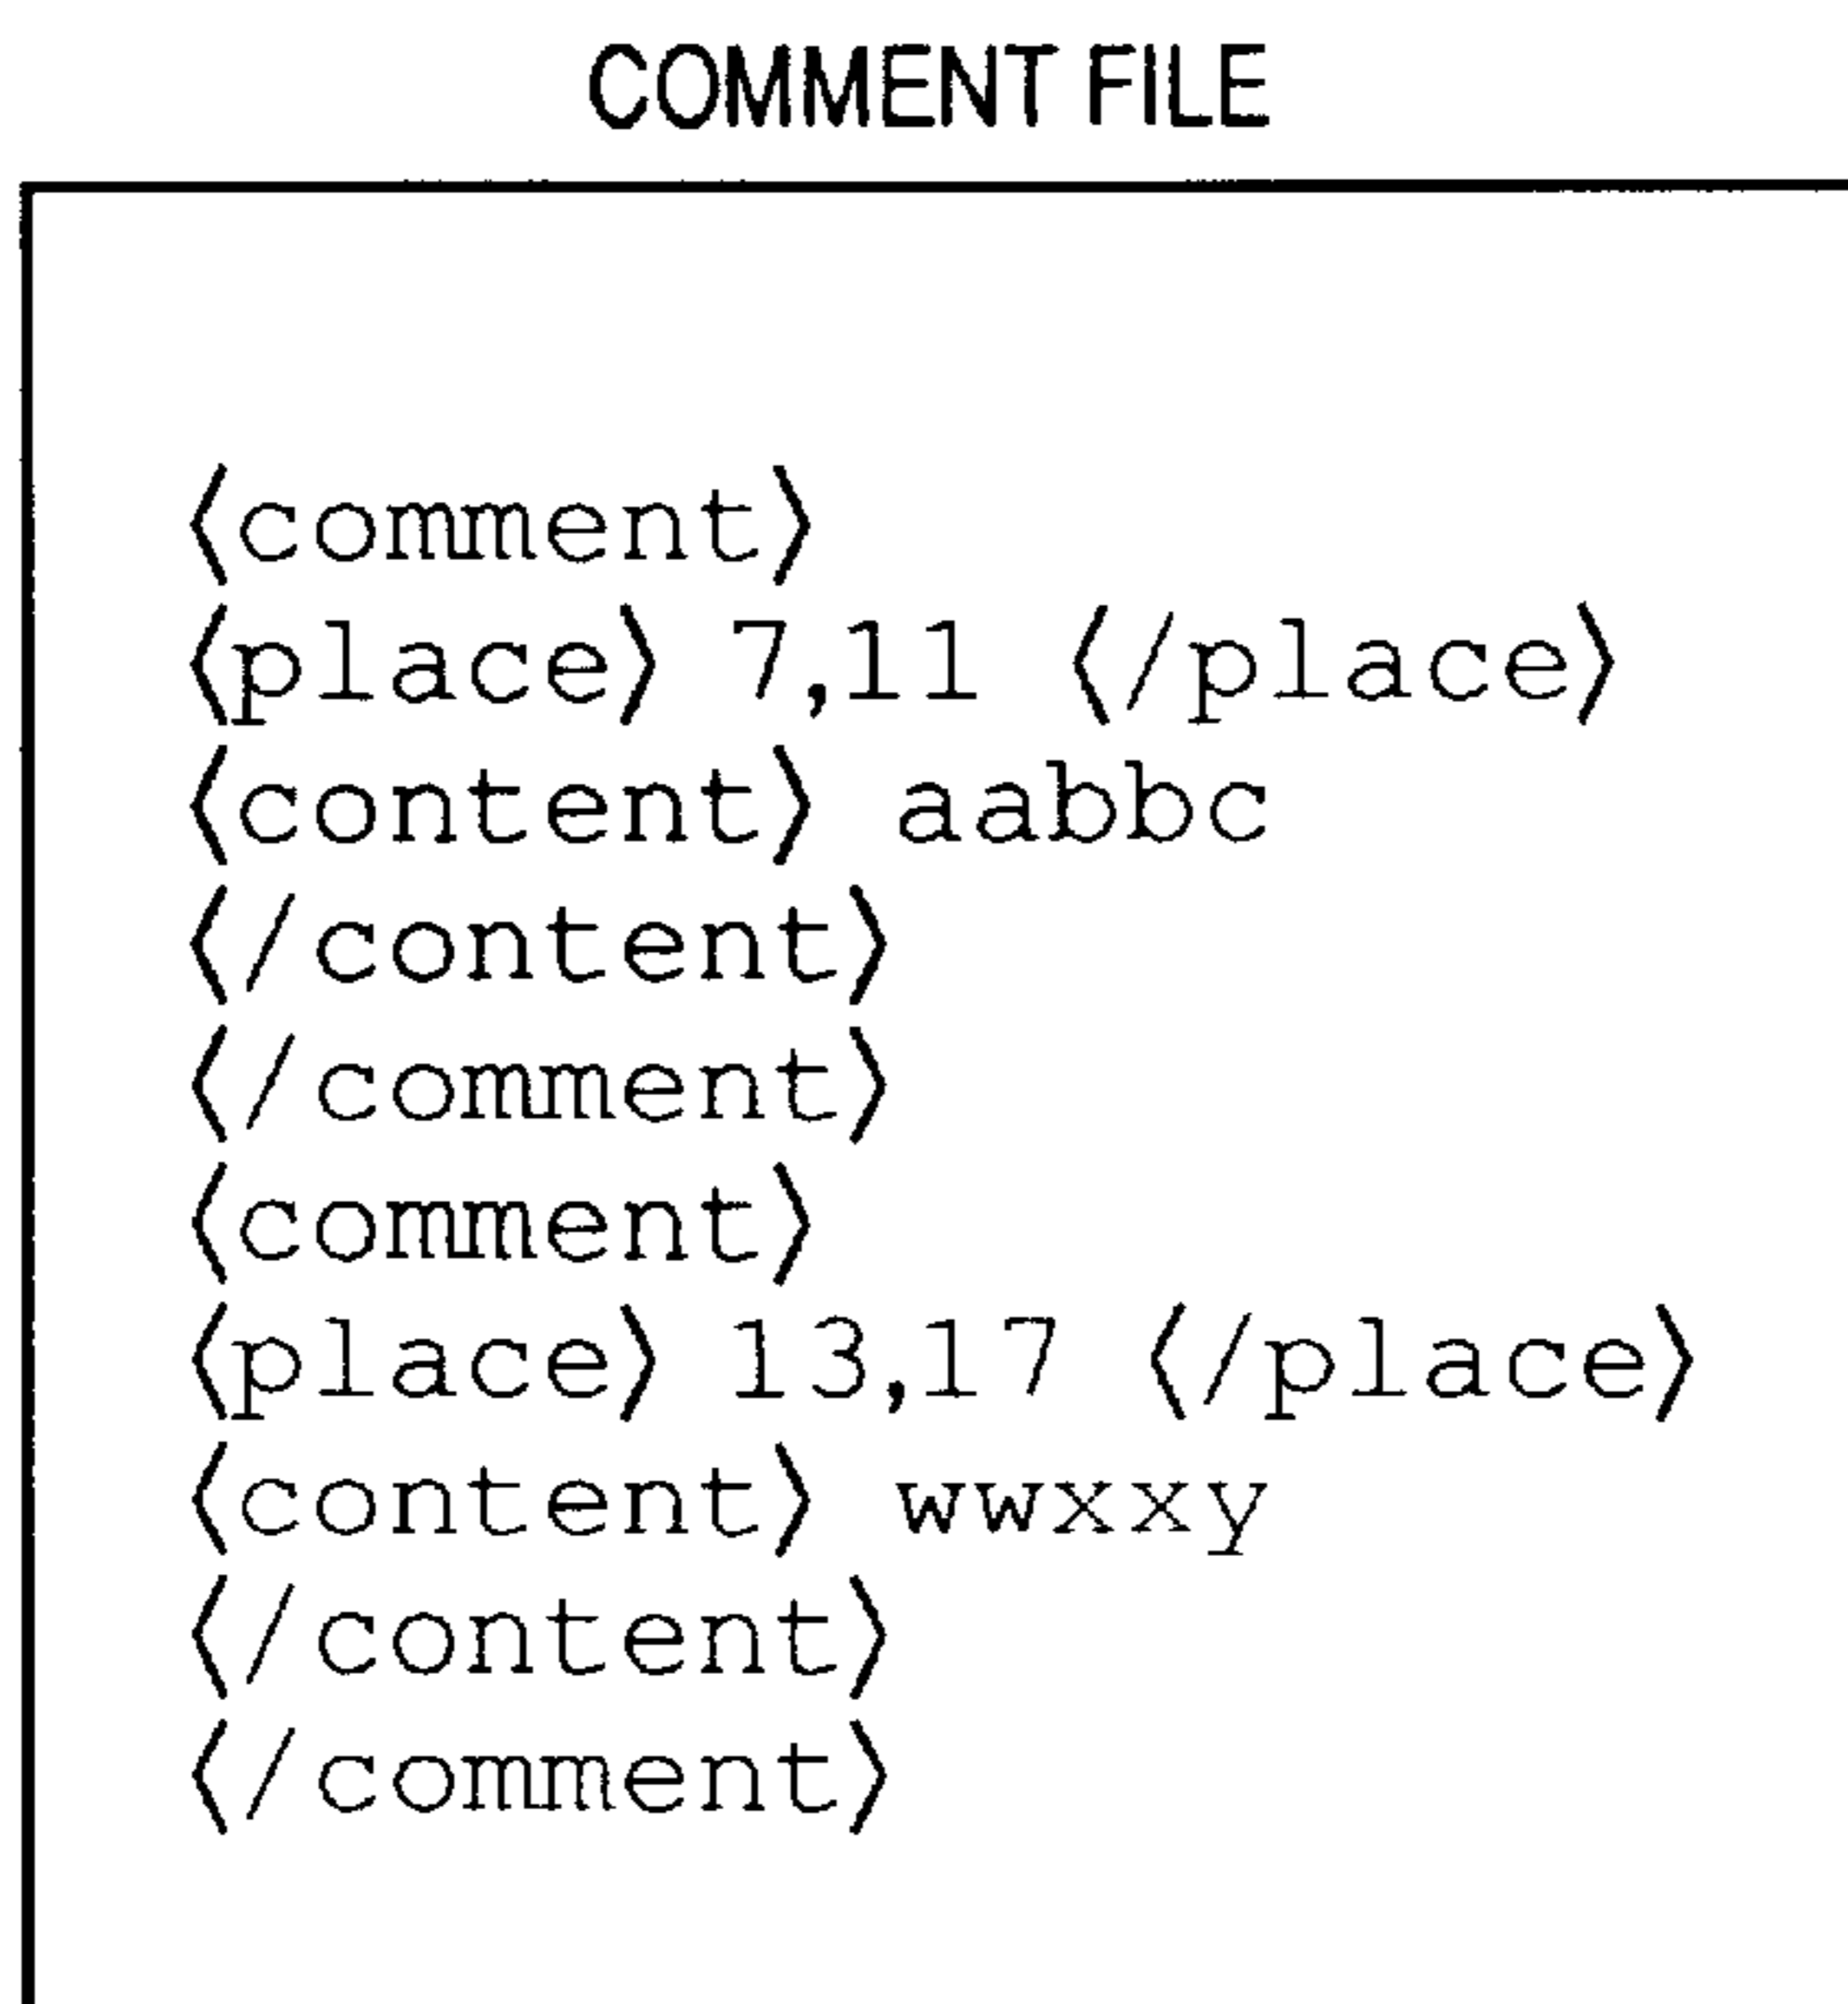 COMMENT FILE
〈comment〉
〈place〉 7,11 〈/place〉
〈content〉 aabbc
〈/content〉
〈/comment〉
〈comment〉
〈place〉 13,17 〈/place〉
〈content〉 wwxxy
〈/content〉
〈/comment〉